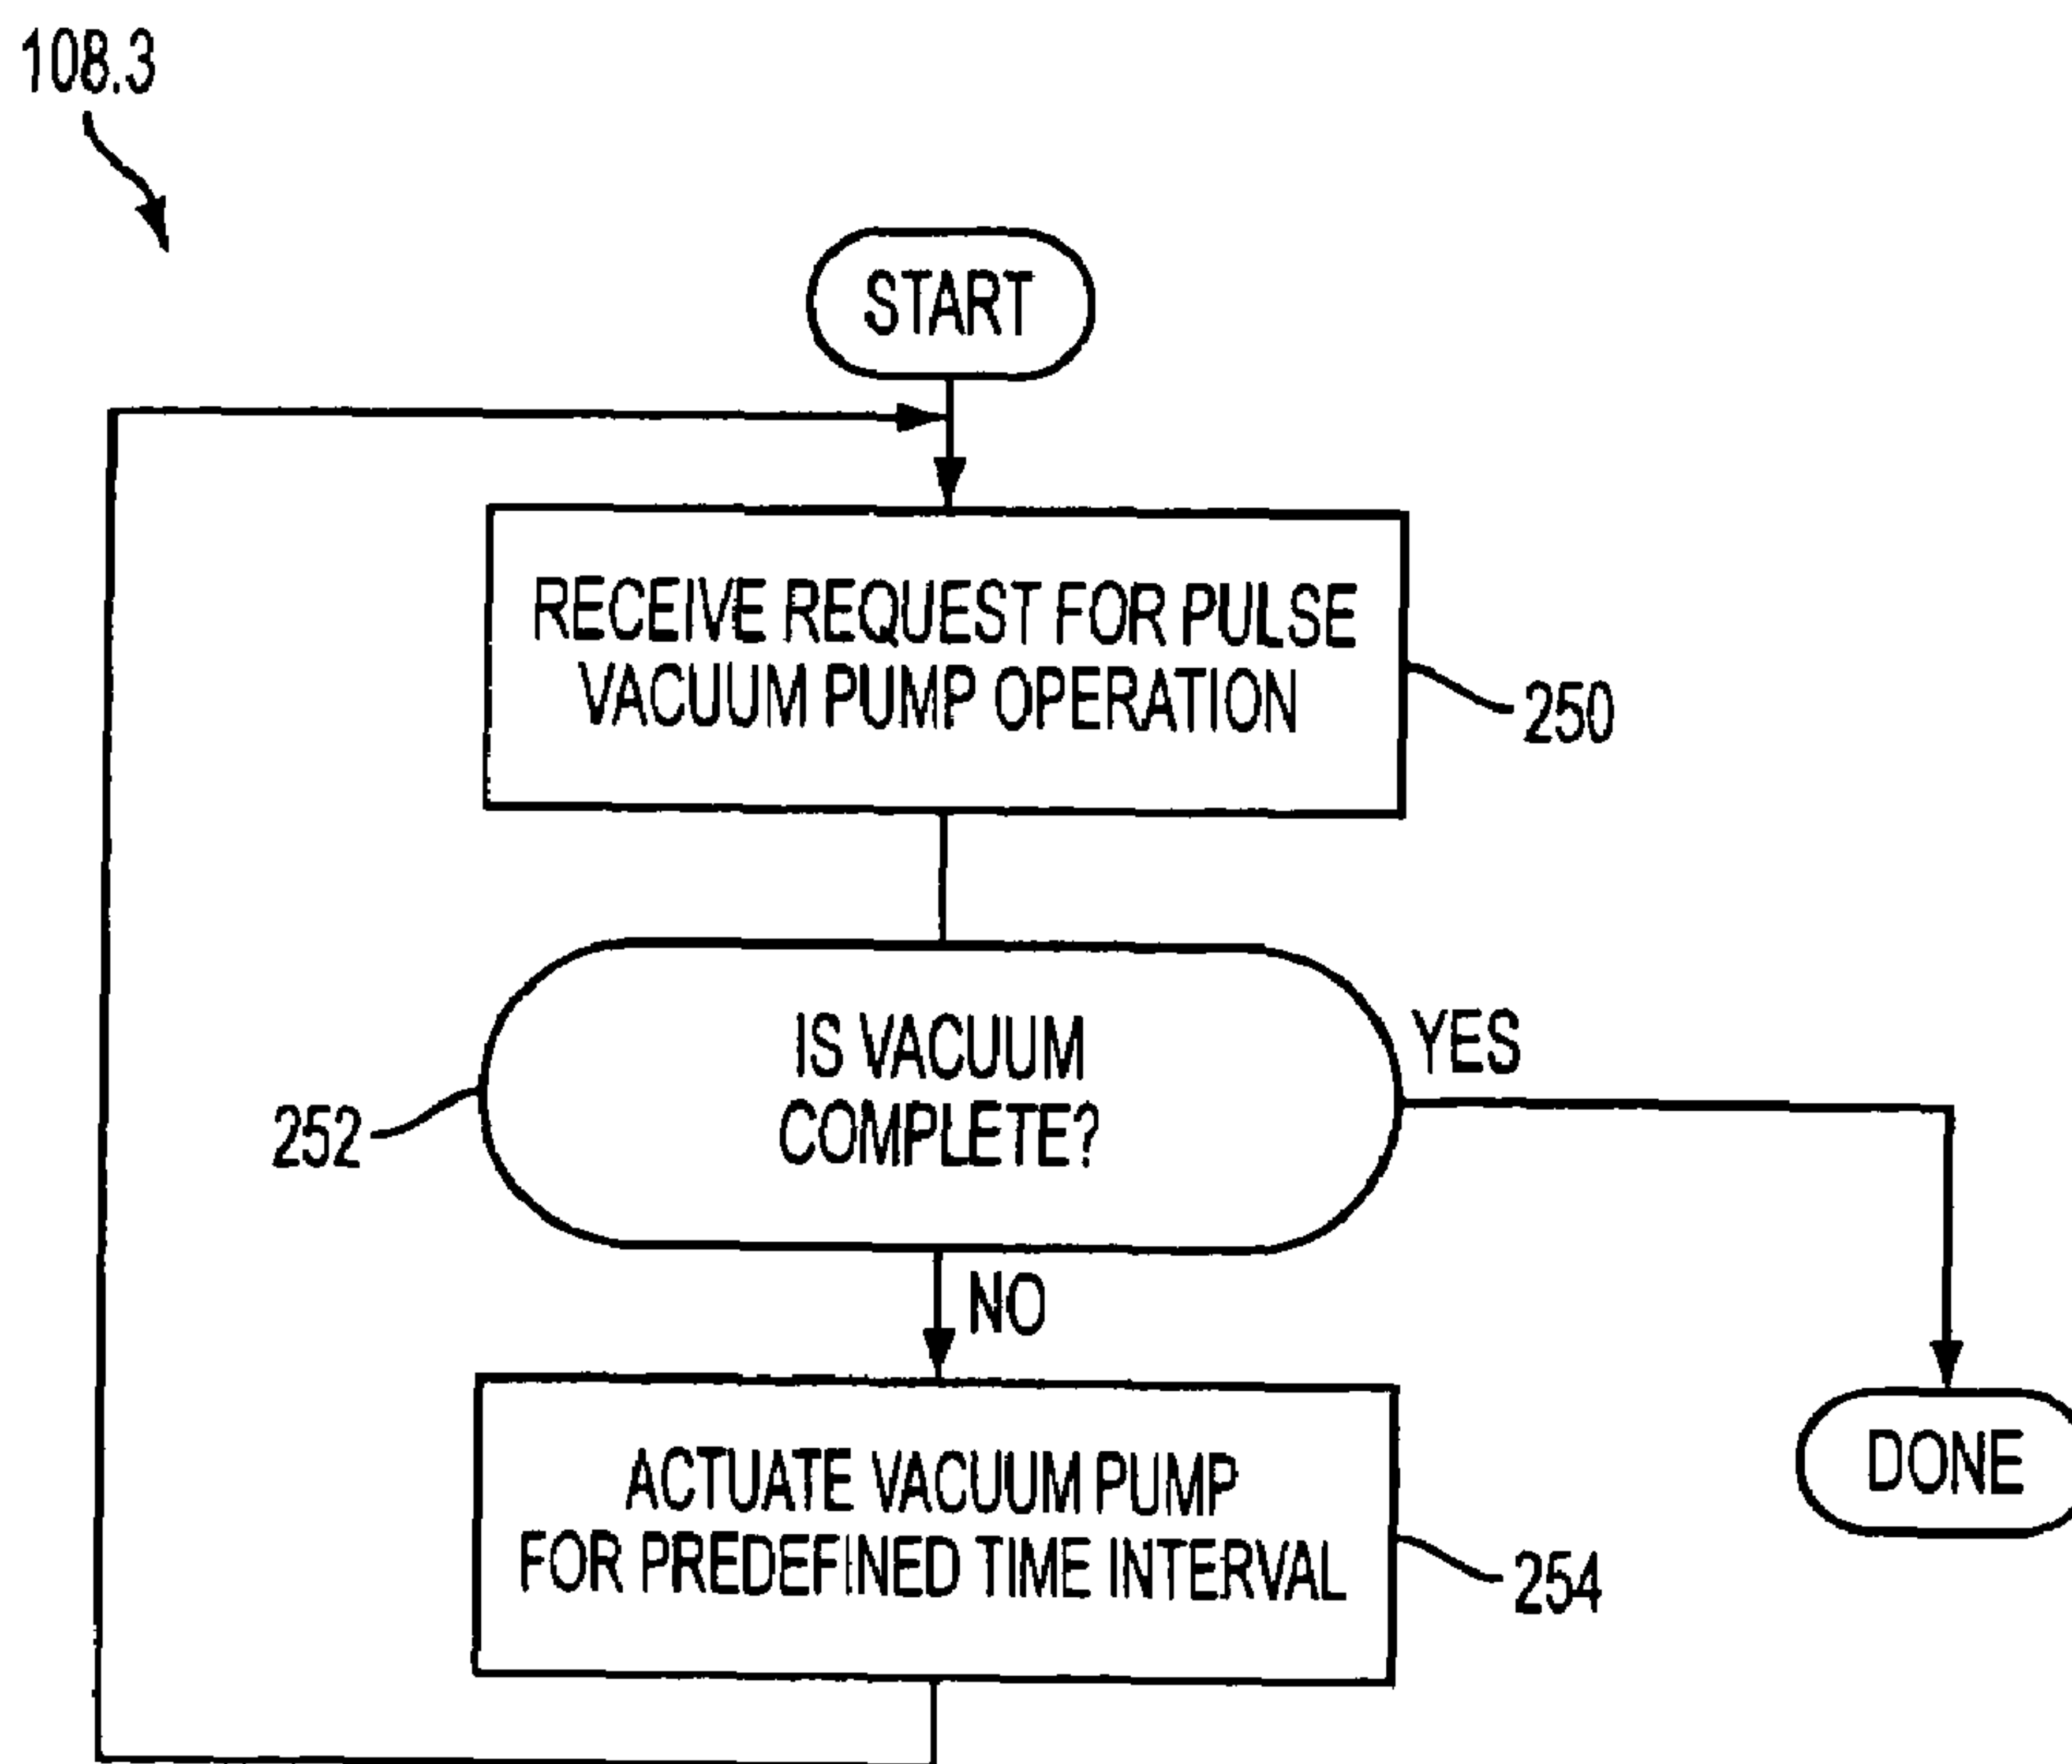 108.3
START
RECEIVE REQUEST FOR PULSE
VACUUM PUMP OPERATION
250
IS VACUUM
COMPLETE?
YES
252
NO
ACTUATE VACUUM PUMP
FOR PREDEFINED TIME INTERVAL
254
DONE